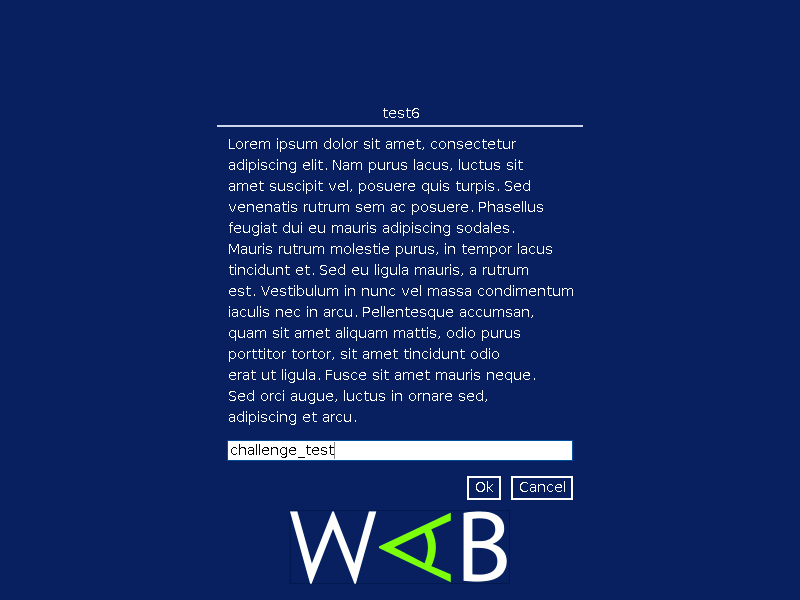 test6
Lorem ipsum dolor sit amet, consectetur
adipiscing elit. Nam purus lacus, luctus sit
amet suscipit vel, posuere quis turpis. Sed
venenatis rutrum sem ac posuere. Phasellus
feugiat dui eu mauris adipiscing sodales.
Mauris rutrum molestie purus, in tempor lacus
tincidunt et. Sed eu ligula mauris, a rutrum
est. Vestibulum in nunc vel massa condimentum
iaculis nec in arcu. Pellentesque accumsan,
quam sit amet aliquam mattis, odio purus
porttitor tortor, sit amet tincidunt odio
erat ut ligula. Fusce sit amet mauris neque.
Sed orci augue, luctus in ornare sed,
adipiscing et arcu.
challenge_test
Ok Cancel
WAB